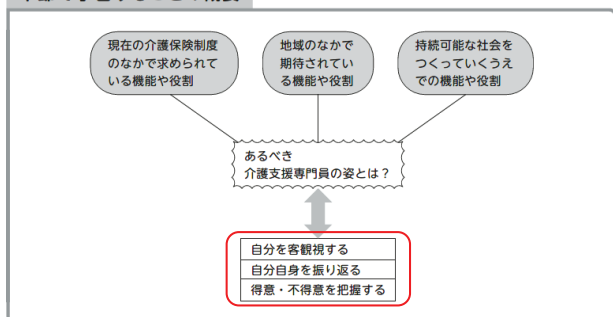 現在の介護保険制度
のなかで求められて
いる機能や役割
地域のなかで
期待されてい
る機能や役割
持続可能な社会を
つくっていくうえ
での機能や役割
あるべき
介護支援専門員の姿とは？
自分を客観視する
自分自身を振り返る
得意・不得意を把握する